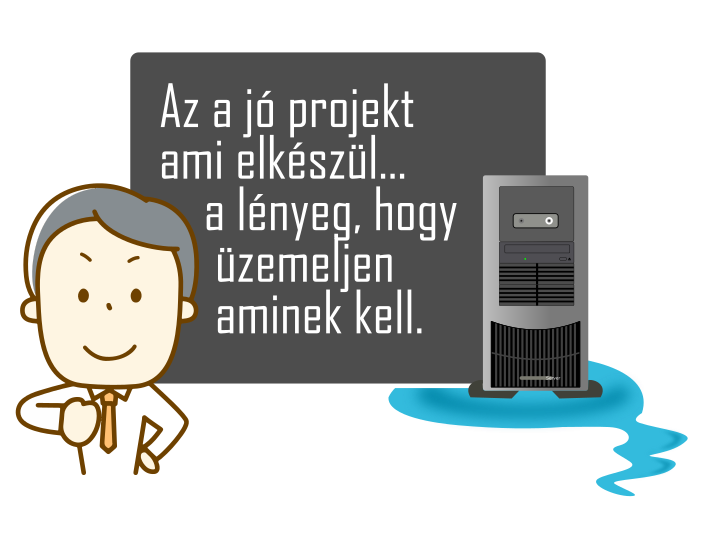 Az a jó projekt
ami elkészül...
a lényeg, hogy
üzemeljen
aminek kell.